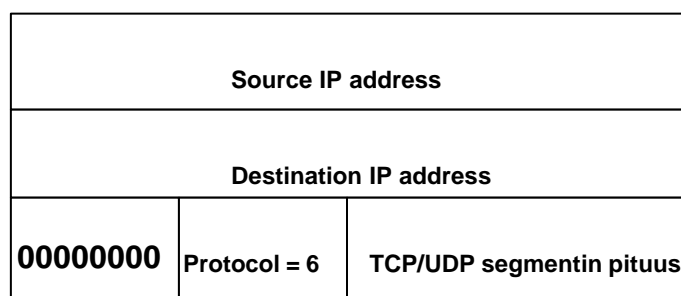 Source IP address
Destination IP address
00000000 Protocol = 6 TCP/UDP segmentin pituus